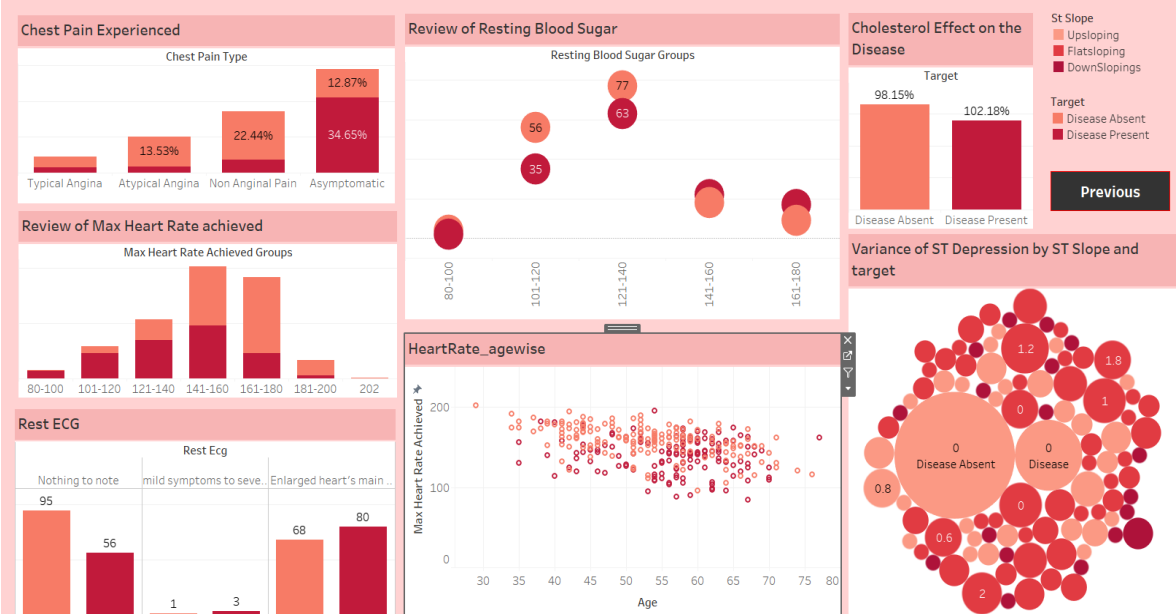 Chest Pain Experienced
Chest Pain Type
12.87%
22.44%
34.65%
13.53%
Typical Angina
Atypical Angina
Non Anginal Pain
Asymptomatic
Review of Max Heart Rate achieved
Max Heart Rate Achieved Groups
80-100
101-120
121-140
141-160
161-180
181-200
202
Rest ECG
Rest Ecg
Nothing to note
mild symptoms to seve..
Enlarged heart's main ..
95
56
1
3
68
80
Review of Resting Blood Sugar
Resting Blood Sugar Groups
77
63
56
35
80-100
101-120
121-140
141-160
161-180
HeartRate_agewise
Max Heart Rate Achieved
200
100
0
30
35
40
45
50
55
60
65
70
75
80
Age
Cholesterol Effect on the
Disease
Target
98.15%
102.18%
Disease Absent
Disease Present
St Slope
Upsloping
Flatsloping
DownSlopings
Target
Disease Absent
Disease Present
Previous
Variance of ST Depression by ST Slope and
target
1.2
1.8
1
0
0
Disease Absent
0
Disease
0.8
0
0.6
2